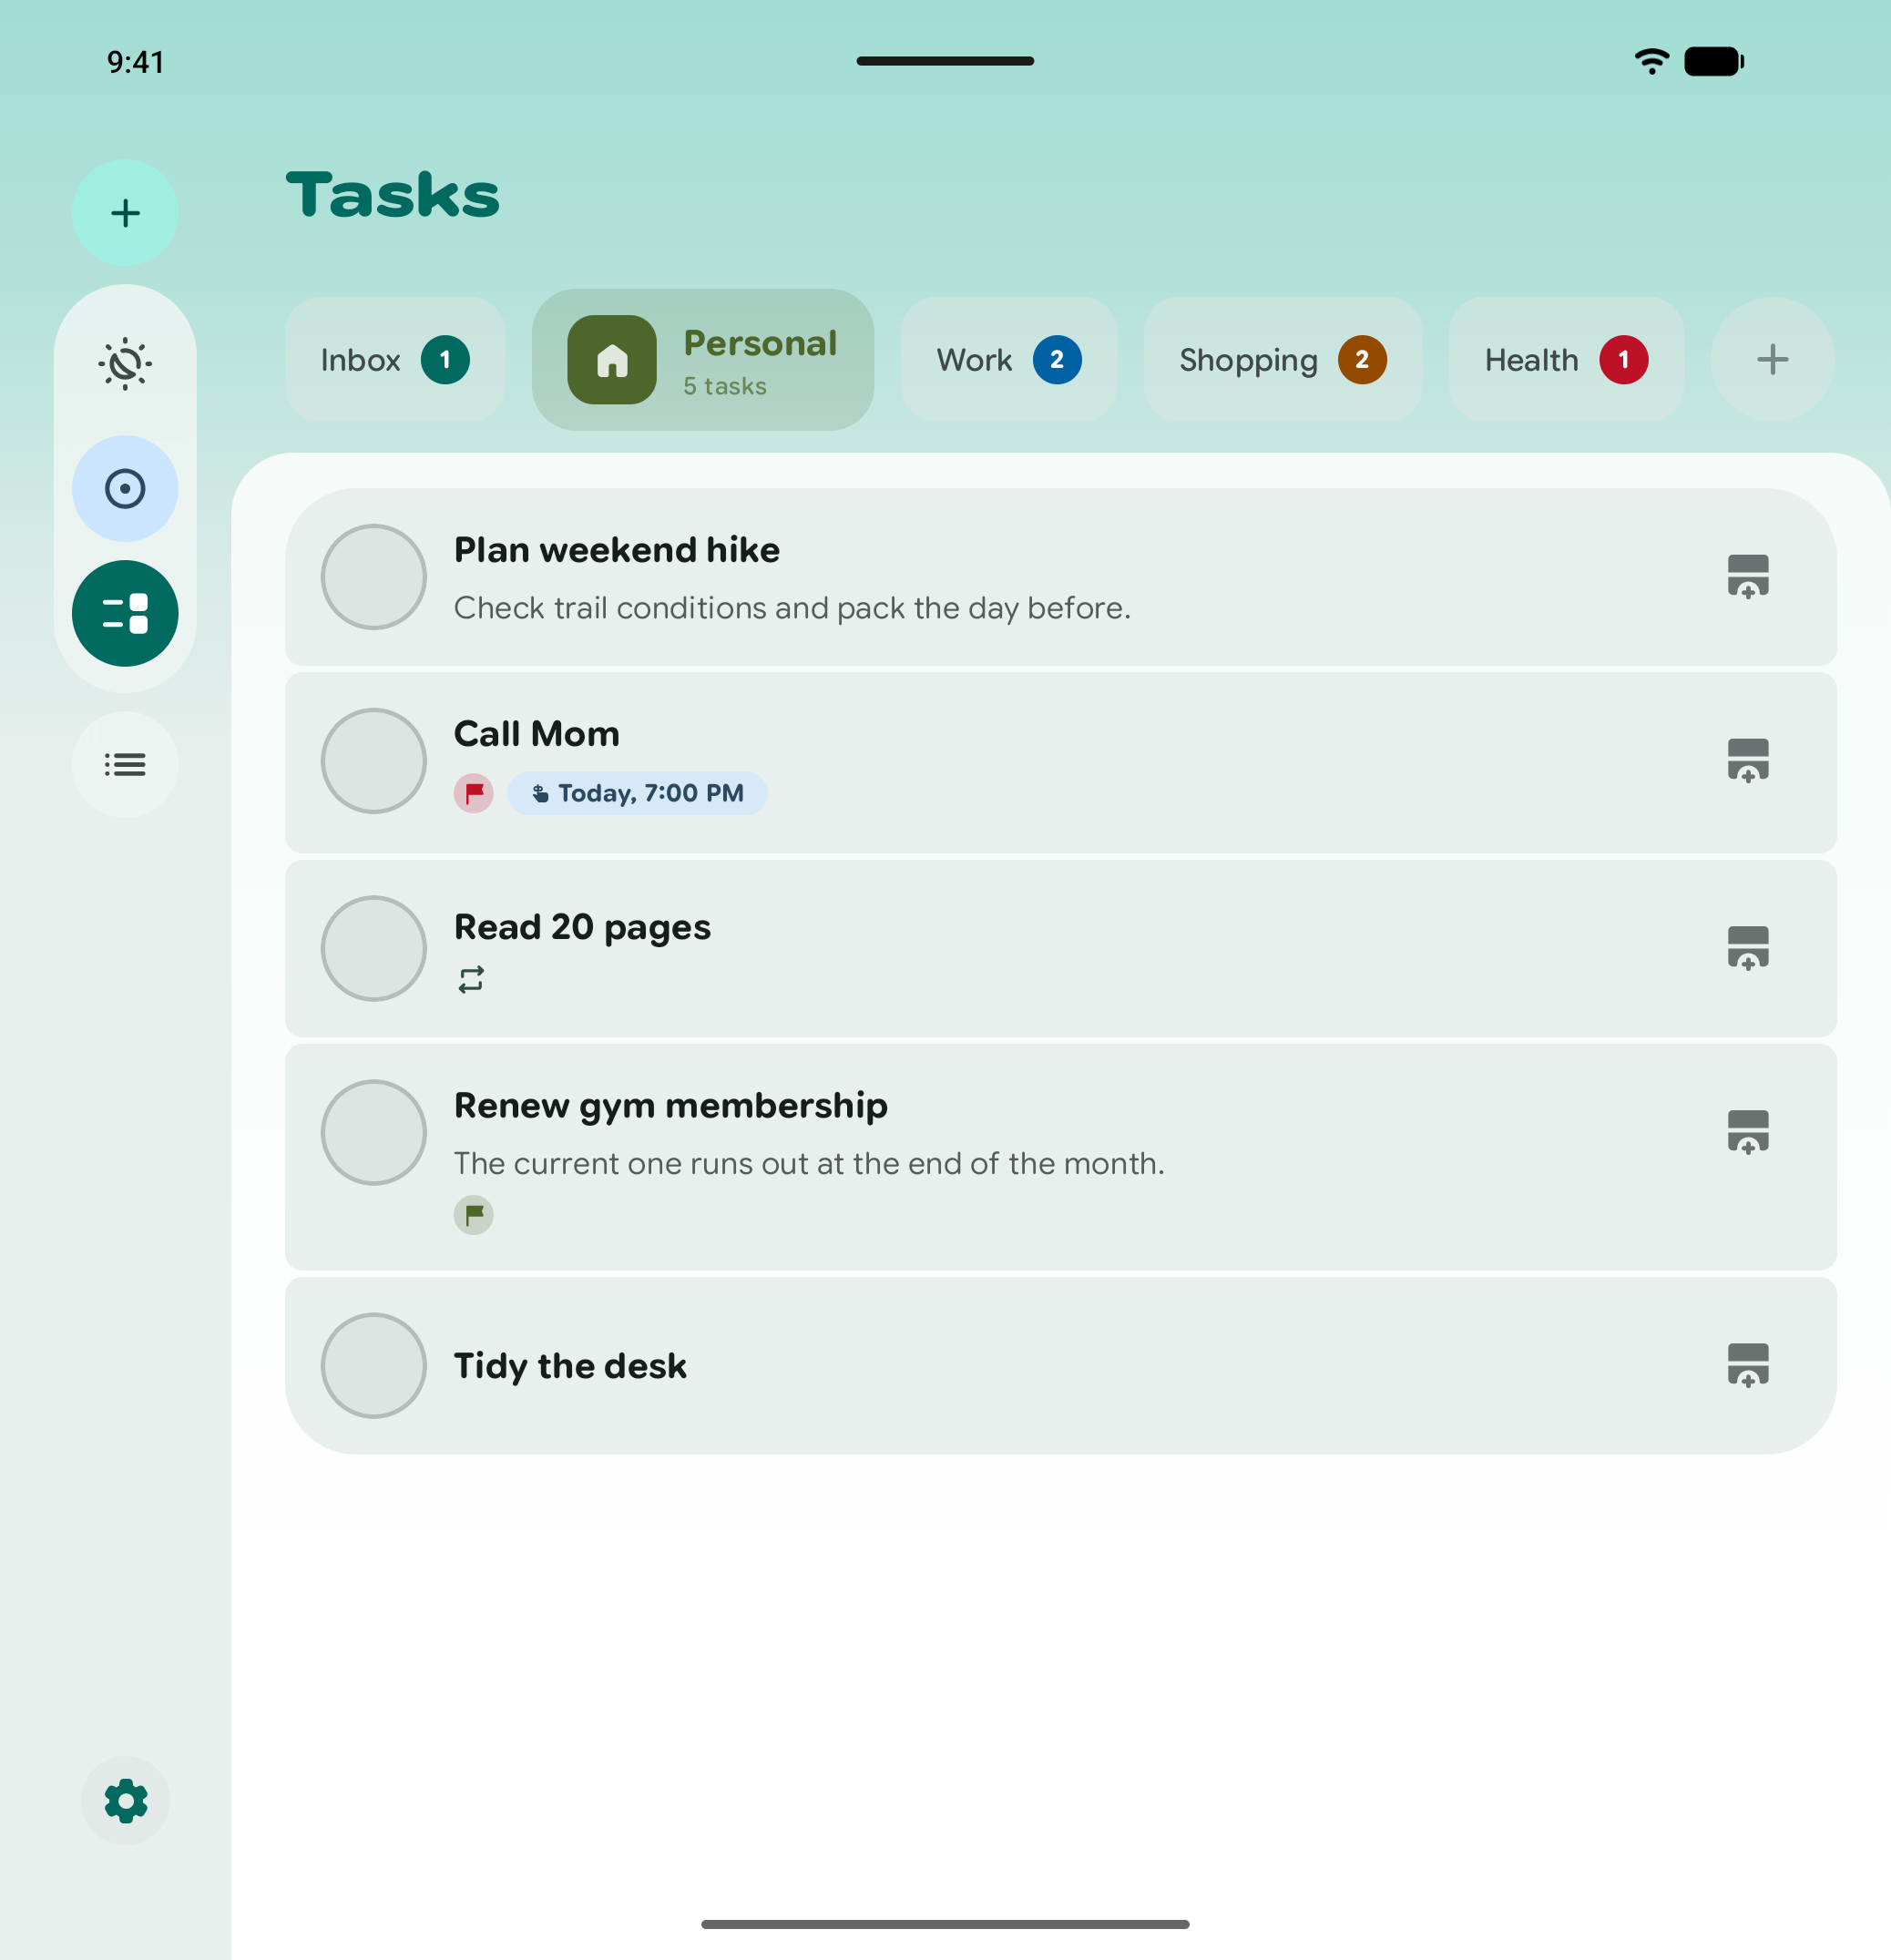 9:41
Tasks
Inbox 1
Personal
5 tasks
Work 2
Shopping 2
Health 1
Plan weekend hike
Check trail conditions and pack the day before.
Call Mom
Today, 7:00 PM
Read 20 pages
Renew gym membership
The current one runs out at the end of the month.
Tidy the desk